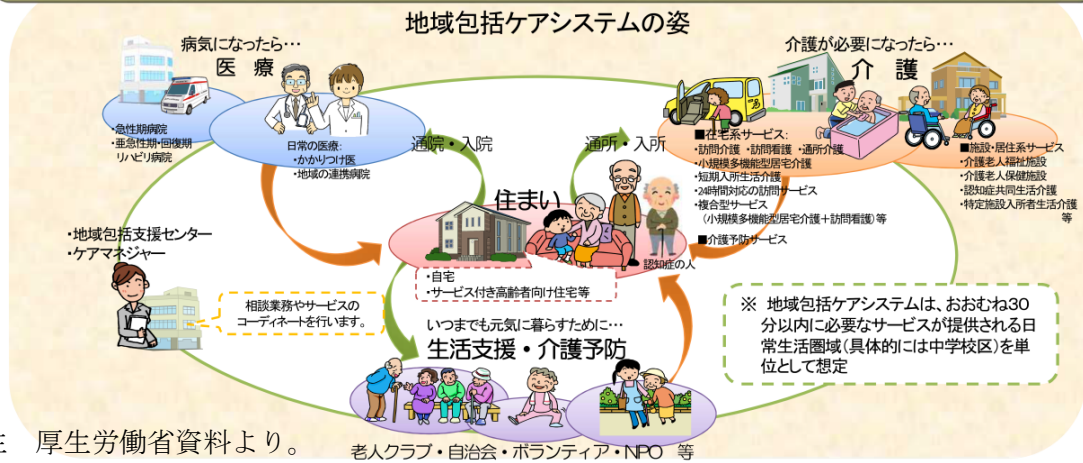 地域包括ケアシステムの姿
病気になったら…
医療
・急性期病院
・亜急性期・回復期
リハビリ病院
日常の医療:
・かかりつけ医
・地域の連携病院
通院・入院
通所・入所
介護が必要になったら…
介護
■在宅系サービス:
・訪問介護 ・訪問看護 ・通所介護
・小規模多機能型居宅介護
・短期入所生活介護
・24時間対応の訪問サービス
・複合型サービス
(小規模多機能型居宅介護+訪問看護)等
■介護予防サービス
■施設・居住系サービス
・介護老人福祉施設
・介護老人保健施設
・認知症共同生活介護
・特定施設入所者生活介護
等
住まい
・自宅
・サービス付き高齢者向け住宅等
認知症の人
・地域包括支援センター
・ケアマネジャー
相談業務やサービスの
コーディネートを行います。
いつまでも元気に暮らすために…
生活支援・介護予防
老人クラブ・自治会・ボランティア・NPO 等
※ 地域包括ケアシステムは、おおむね30
分以内に必要なサービスが提供される日
常生活圏域(具体的には中学校区)を単
位として想定
厚生労働省資料より。